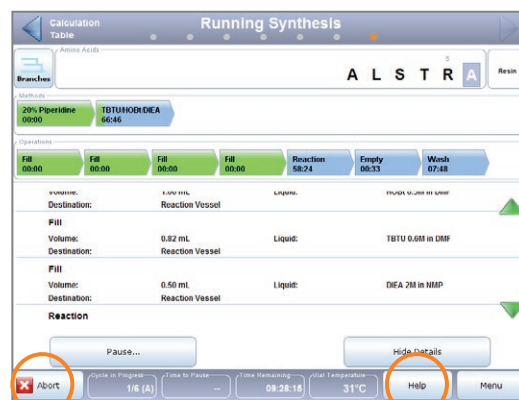 Calculation Table
Running Synthesis
Amino Acids
Branches
5
A L S T R A
Resin
Methods
20% Piperidine
00:00
TBTU/HOBt/DIEA
66:46
Operations
Fill
00:00
Fill
00:00
Fill
00:00
Fill
00:00
Reaction
58:24
Empty
00:33
Wash
07:48
Volume: 1.00 mL Liquid: HOBt 0.5M in DMF
Destination: Reaction Vessel
Fill
Volume: 0.82 mL Liquid: TBTU 0.6M in DMF
Destination: Reaction Vessel
Fill
Volume: 0.50 mL Liquid: DIEA 2M in NMP
Destination: Reaction Vessel
Reaction
Pause...
Hide Details
Abort
Cycle in Progress
1/6 (A)
Time to Pause
--
Time Remaining
09:28:16
Vial Temperature
31°C
Help
Menu